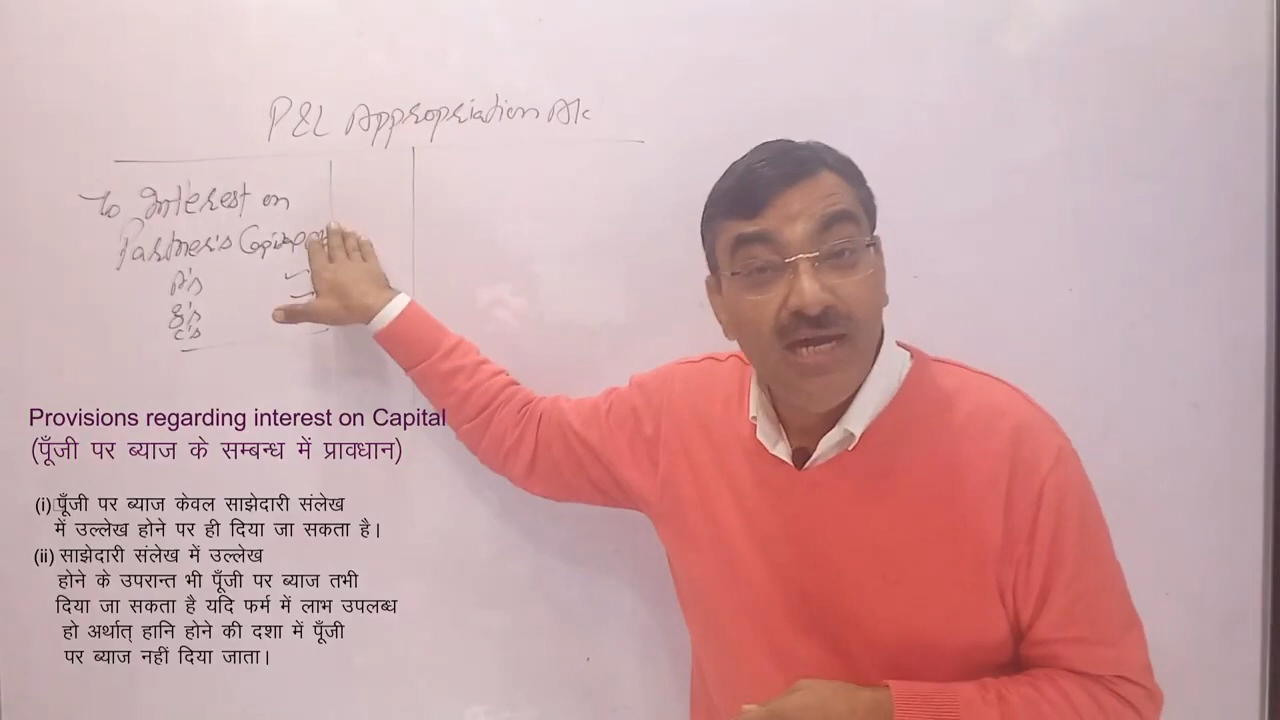 P&L Appropriation A/c
To Interest on
Partner's
A's
B's
C's
Provisions regarding interest on Capital
(पूँजी पर ब्याज के सम्बन्ध में प्रावधान)
(i) पूँजी पर ब्याज केवल साझेदारी संलेख
में उल्लेख होने पर ही दिया जा सकता है।
(ii) साझेदारी संलेख में उल्लेख
होने के उपरान्त भी पूँजी पर ब्याज तभी
दिया जा सकता है यदि फर्म में लाभ उपलब्ध
हो अर्थात् हानि होने की दशा में पूँजी
पर ब्याज नहीं दिया जाता।